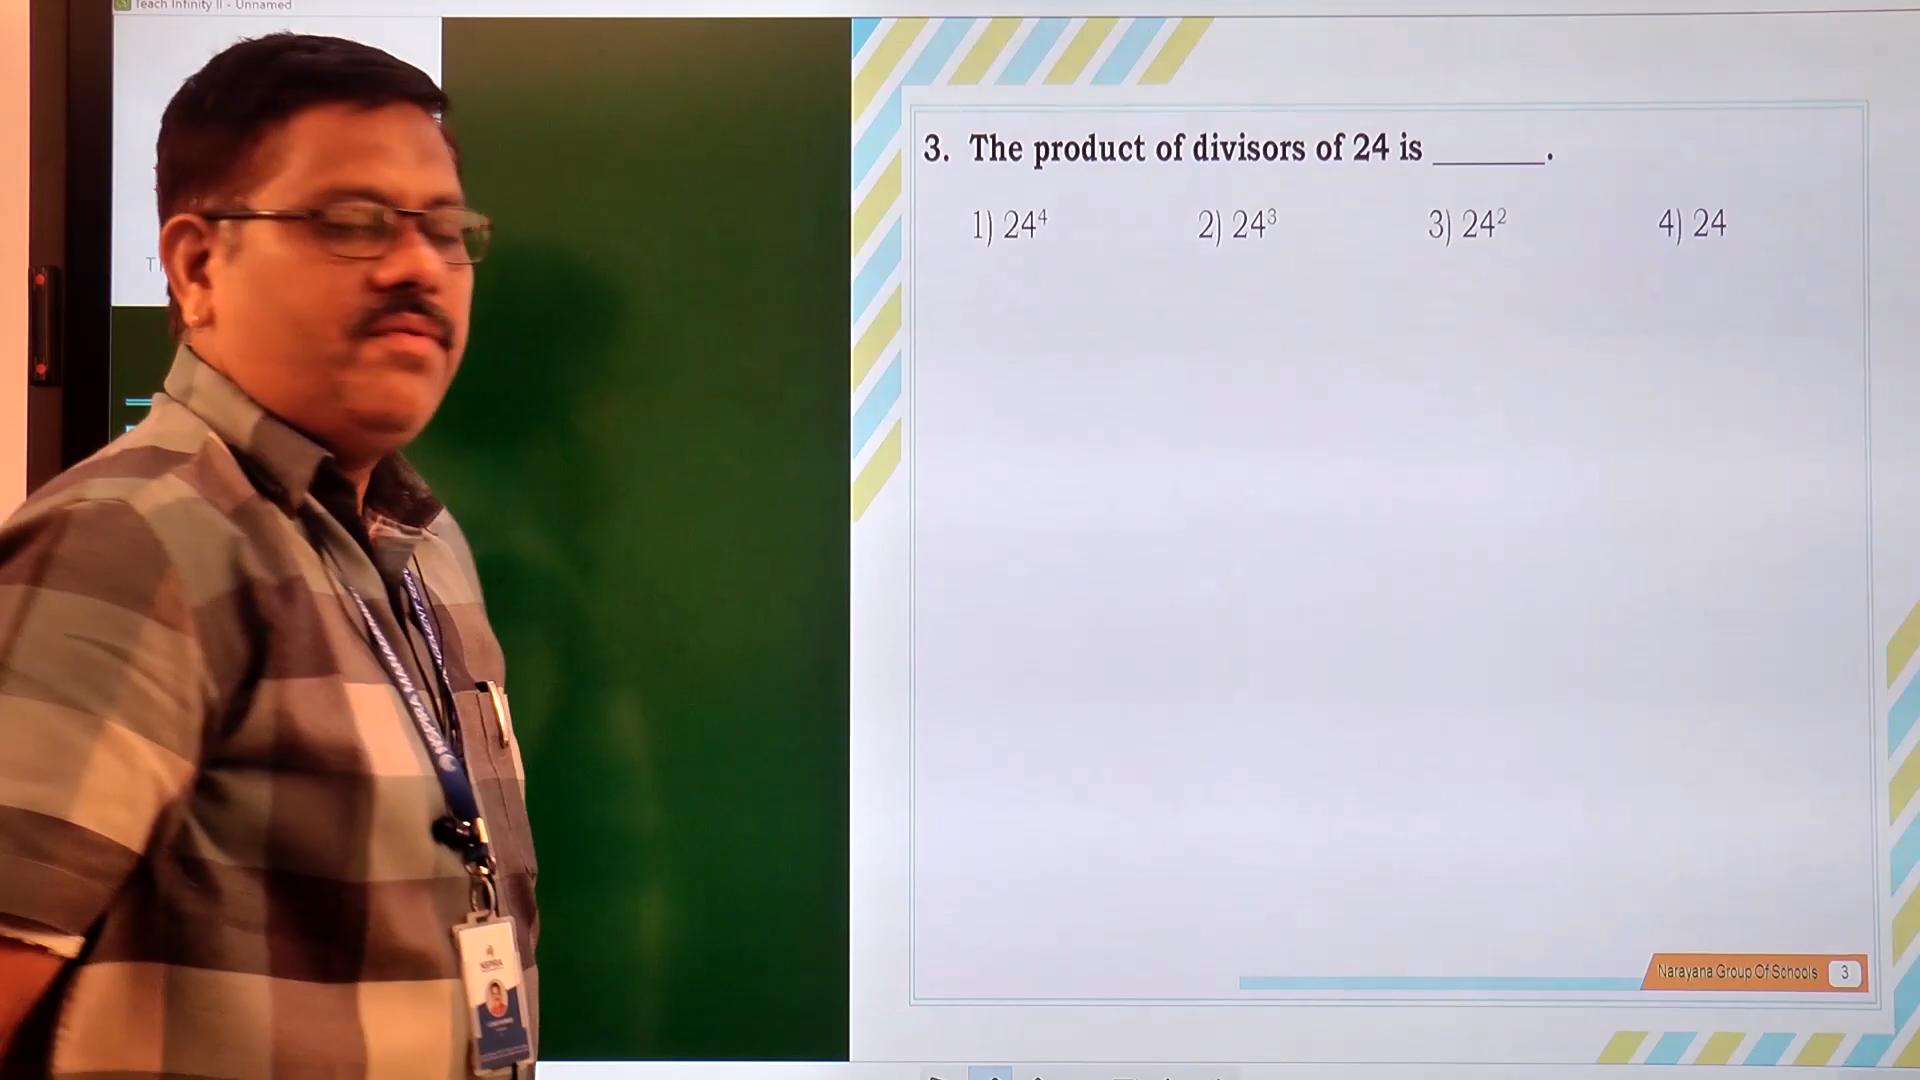 Teach Infinity II - Unnamed
3. The product of divisors of 24 is ______.
1) 24⁴ 2) 24³ 3) 24² 4) 24
Narayana Group Of Schools 3